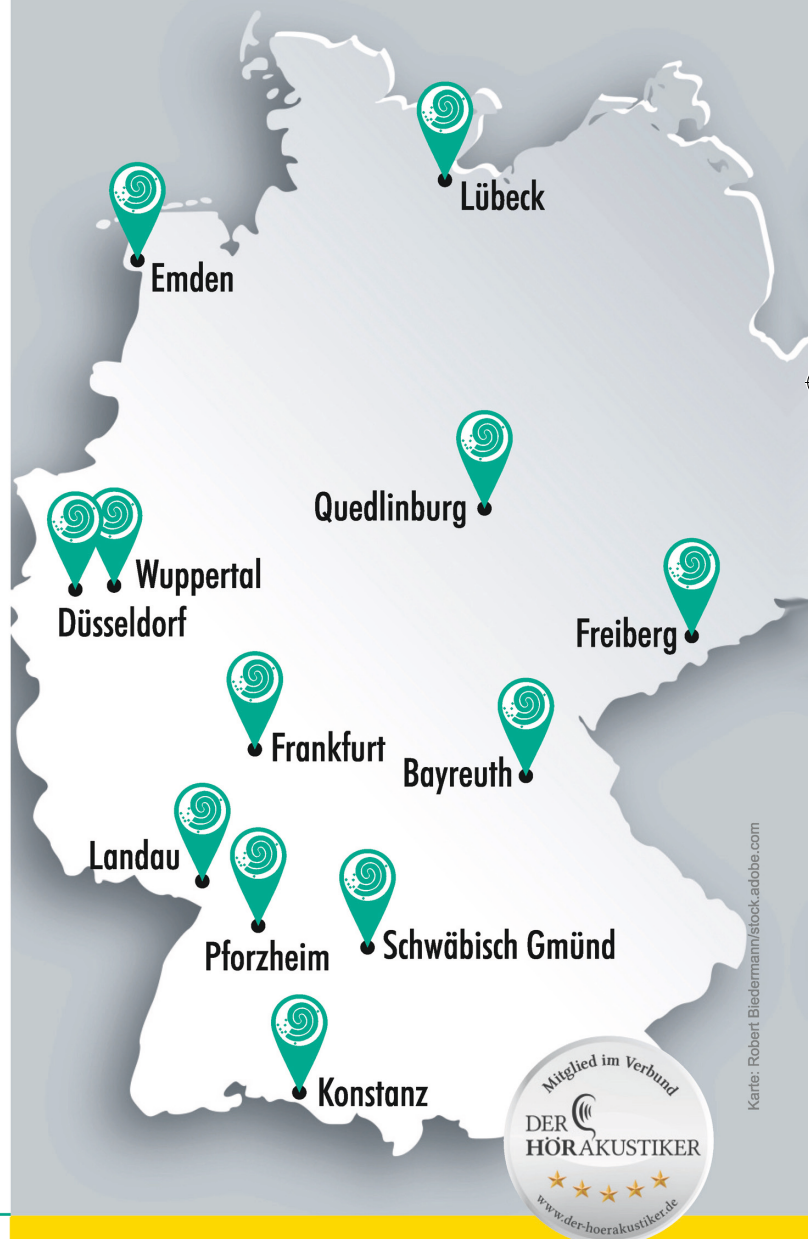 Lübeck
Emden
Quedlinburg
Wuppertal
Düsseldorf
Freiberg
Frankfurt
Bayreuth
Landau
Pforzheim
Schwäbisch Gmünd
Konstanz
Karte: Robert Biedermann/stock.adobe.com
Mitglied im Verbund
DER
HÖRAKUSTIKER
www.der-hoerakustiker.de